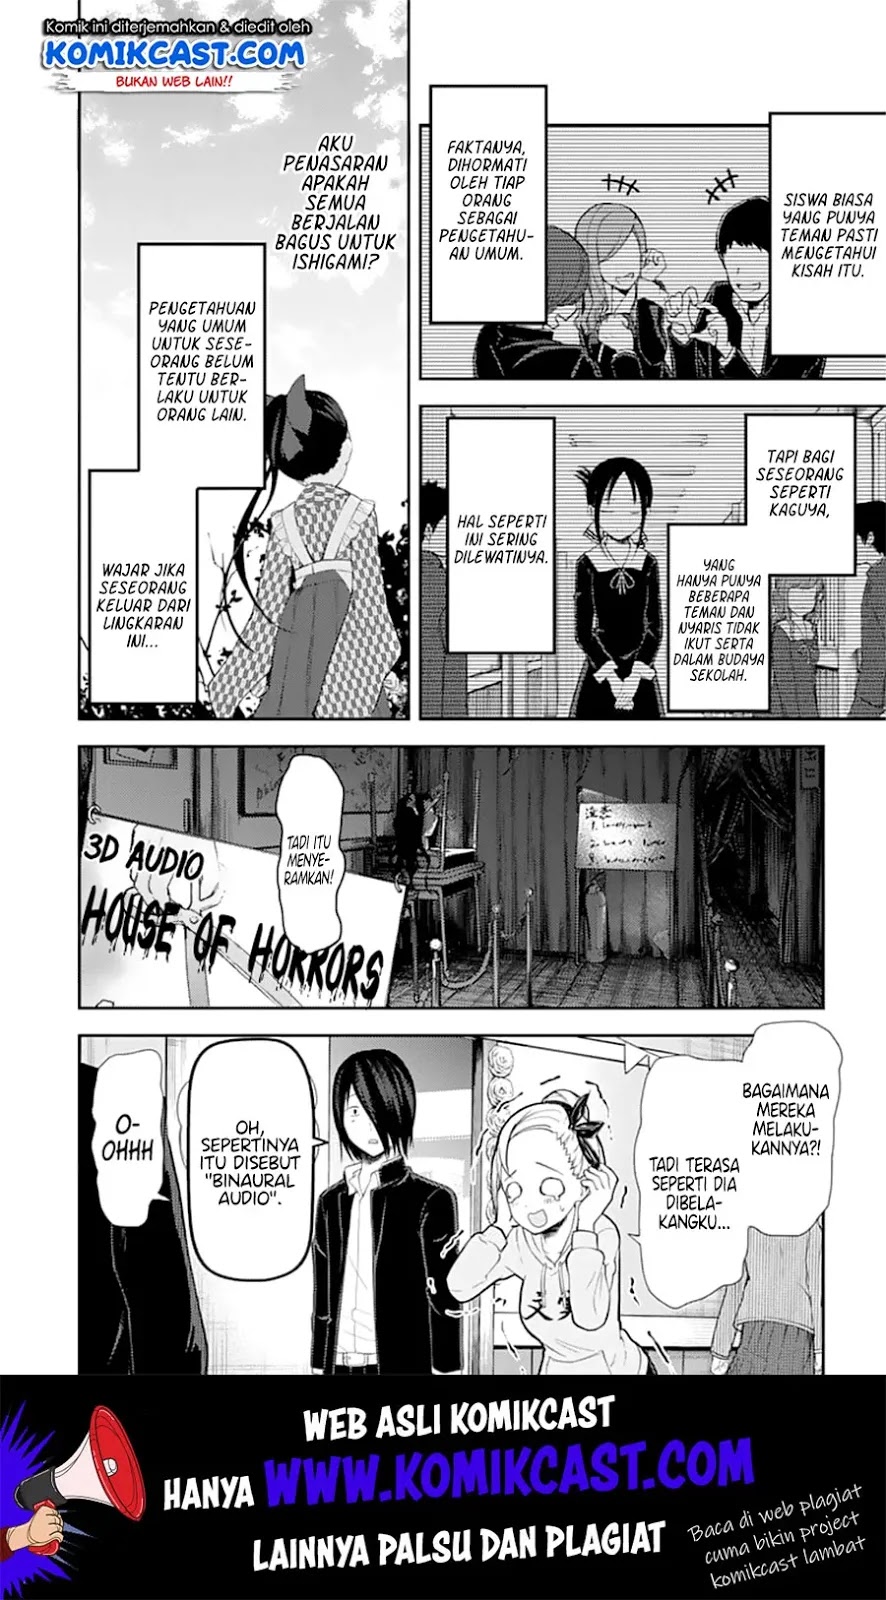 Komik ini diterjemahkan & diedit oleh
KOMIKCAST.COM
BUKAN WEB LAIN!!
SISWA BIASA
YANG PUNYA
TEMAN PASTI
MENGETAHUI
KISAH ITU.
FAKTANYA,
DIHORMATI
OLEH TIAP
ORANG
SEBAGAI
PENGETAHU-
AN UMUM.
TAPI BAGI
SESEORANG
SEPERTI
KAGUYA,
YANG
HANYA PUNYA
BEBERAPA
TEMAN DAN
NYARIS TIDAK
IKUT SERTA
DALAM BUDAYA
SEKOLAH.
HAL SEPERTI
INI SERING
DILEWATINYA.
AKU
PENASARAN
APAKAH
SEMUA
BERJALAN
BAGUS UNTUK
ISHIGAMI?
PENGETAHUAN
YANG UMUM
UNTUK SESE-
ORANG BELUM
TENTU BER-
LAKU UNTUK
ORANG LAIN.
WAJAR JIKA
SESEORANG
KELUAR DARI
LINGKARAN
INI...
TADI ITU
MENYE-
RAMKAN!
3D AUDIO
HOUSE OF HORRORS
BAGAIMANA
MEREKA
MELAKU-
KANNYA?!
TADI TERASA
SEPERTI DIA
DIBELA-
KANGKU...
OH,
SEPERTINYA
ITU DISEBUT
"BINAURAL
AUDIO".
O-
OHHH
WEB ASLI KOMIKCAST
HANYA WWW.KOMIKCAST.COM
LAINNYA PALSU DAN PLAGIAT
Baca di web plagiat
cuma bikin project
komikcast lambat